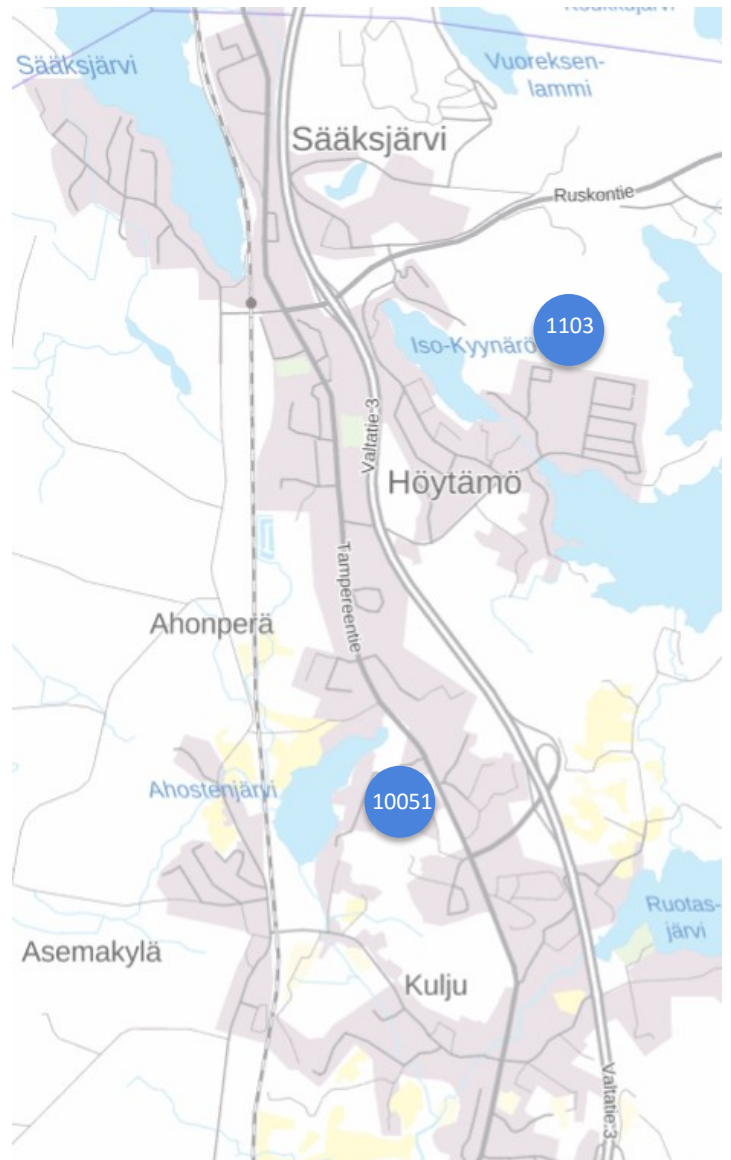 Sääksjärvi
Vuoreksen-
lammi
Sääksjärvi
Ruskontie
1103
Iso-Kyynärö
Valtatie 3
Höytämö
Tampereentie
Ahonperä
Ahostenjärvi
10051
Ruotas-
järvi
Asemakylä
Kulju
Valtatie 3